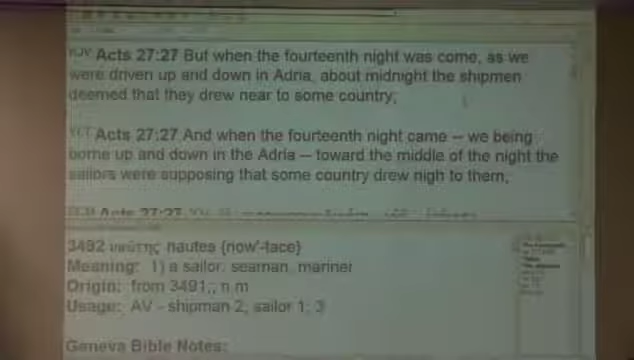 KJV Acts 27:27 But when the fourteenth night was come, as we
were driven up and down in Adria, about midnight the shipmen
deemed that they drew near to some country;
YLT Acts 27:27 And when the fourteenth night came -- we being
borne up and down in the Adria -- toward the middle of the night the
sailors were supposing that some country drew nigh to them,
Acts 27:27
3492 ναύτης nautes {now'-tace}
Meaning: 1) a sailor, seaman, mariner
Origin: from 3491;; n m
Usage: AV - shipman 2, sailor 1; 3
Geneva Bible Notes: